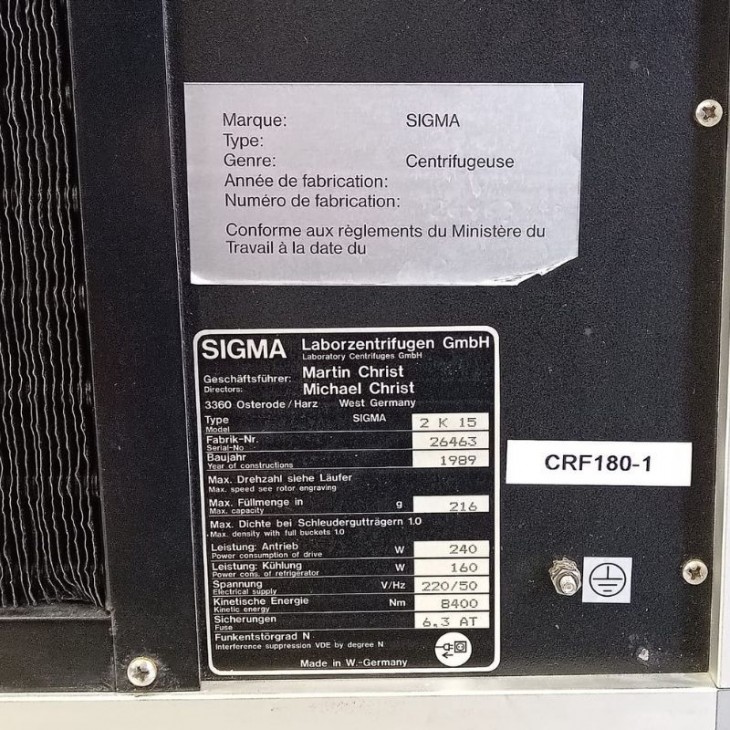 Marque: SIGMA
Type:
Genre: Centrifugeuse
Année de fabrication:
Numéro de fabrication:
Conforme aux règlements du Ministère du
Travail à la date du
SIGMA Laborzentrifugen GmbH
Laboratory Centrifuges GmbH
Geschäftsführer: Martin Christ
Directors: Michael Christ
3360 Osterode/Harz West Germany
Type SIGMA 2 K 15
Model
Fabrik-Nr. 26463
Serial-No
Baujahr 1989
Year of constructions
Max. Drehzahl siehe Läufer
Max. speed see rotor engraving
Max. Füllmenge in g 216
Max. capacity
Max. Dichte bei Schleudergutträgern 1.0
Max. density with full buckets 1.0
Leistung: Antrieb W 240
Power consumption of drive
Leistung: Kühlung W 160
Power cons. of refrigerator
Spannung V/Hz 220/50
Electrical supply
Kinetische Energie Nm 8400
Kinetic energy
Sicherungen 6.3 AT
Fuse
Funkentstörgrad N
Interference suppression VDE by degree N
Made in W.-Germany
CRF180-1